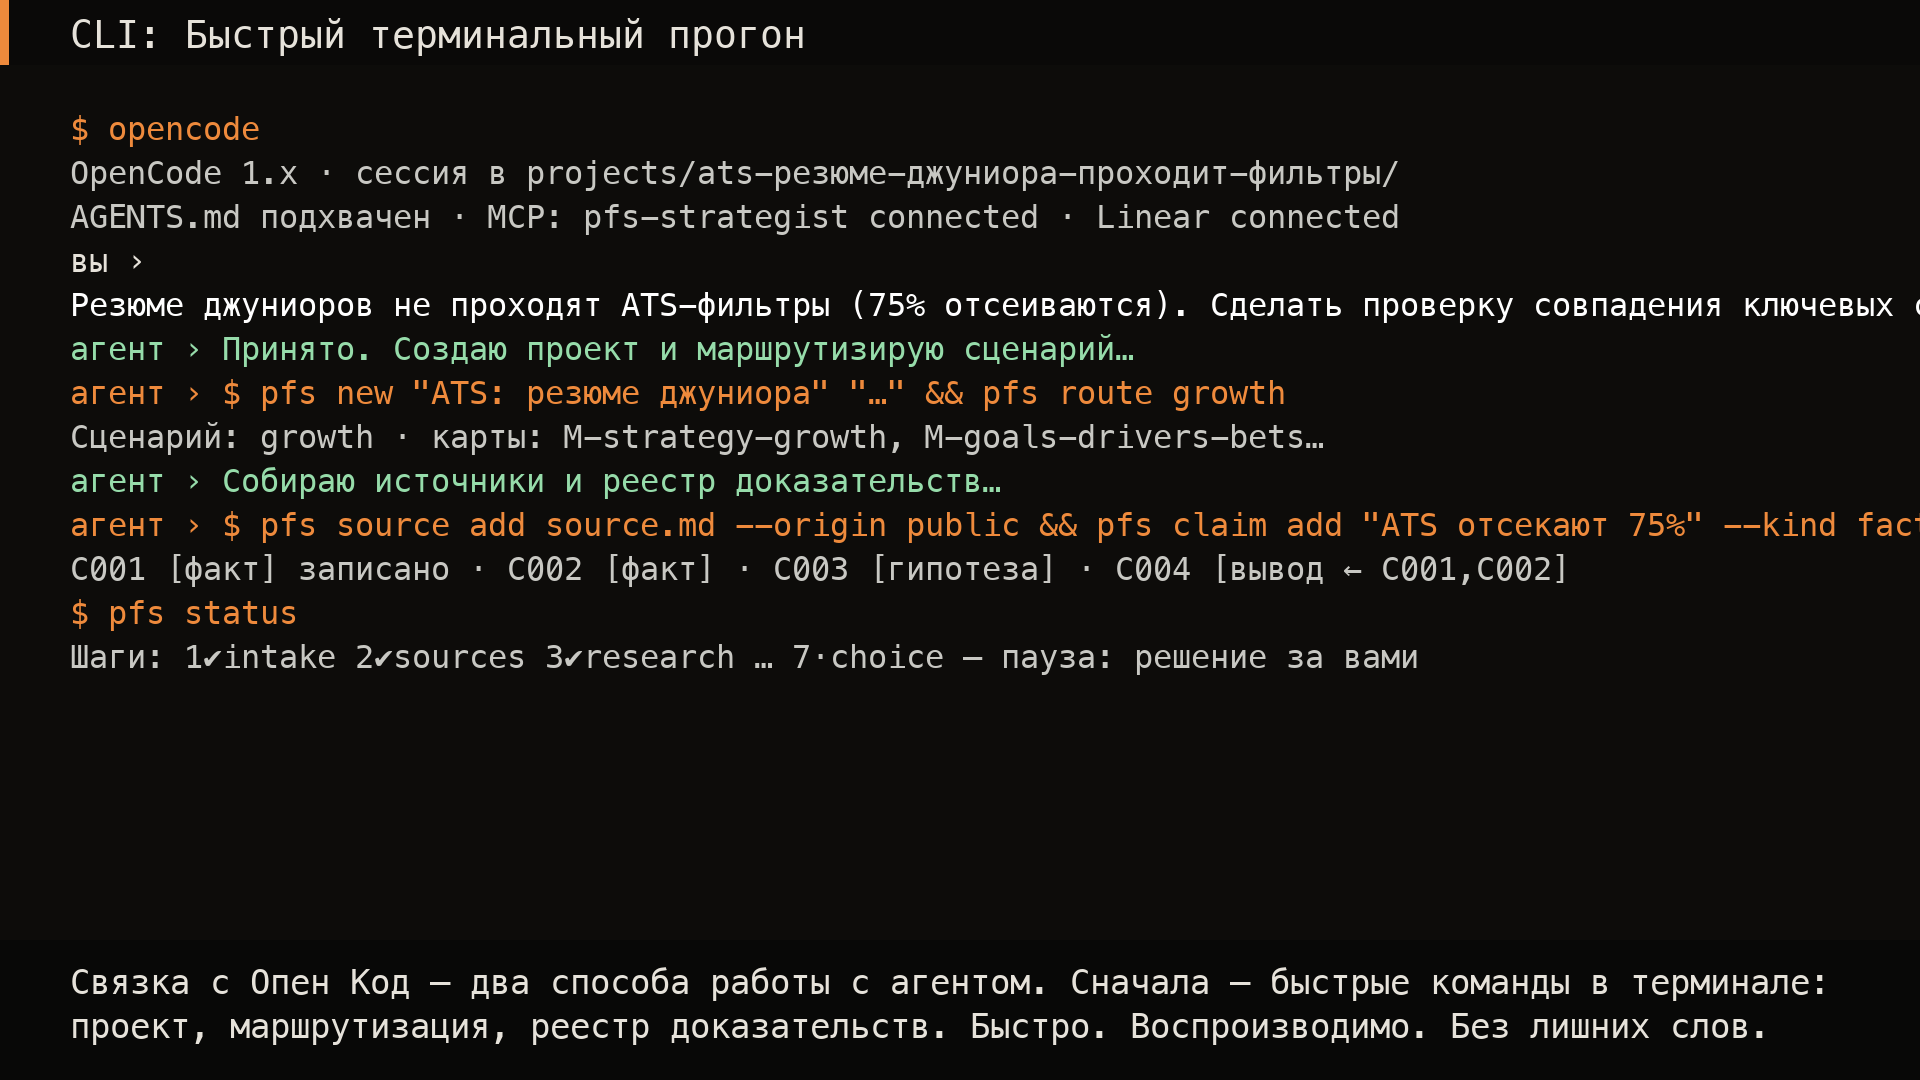 CLI: Быстрый терминальный прогон
$ opencode
OpenCode 1.x · сессия в projects/ats-резюме-джуниора-проходит-фильтры/
AGENTS.md подхвачен · MCP: pfs-strategist connected · Linear connected
вы ›
Резюме джуниоров не проходят ATS-фильтры (75% отсеиваются). Сделать проверку совпадения ключевых
агент › Принято. Создаю проект и маршрутизирую сценарий…
агент › $ pfs new "ATS: резюме джуниора" "…" && pfs route growth
Сценарий: growth · карты: M-strategy-growth, M-goals-drivers-bets…
агент › Собираю источники и реестр доказательств…
агент › $ pfs source add source.md --origin public && pfs claim add "ATS отсекают 75%" --kind fact
C001 [факт] записано · C002 [факт] · C003 [гипотеза] · C004 [вывод ← C001,C002]
$ pfs status
Шаги: 1✔intake 2✔sources 3✔research … 7·choice — пауза: решение за вами
Связка с Опен Код — два способа работы с агентом. Сначала — быстрые команды в терминале:
проект, маршрутизация, реестр доказательств. Быстро. Воспроизводимо. Без лишних слов.